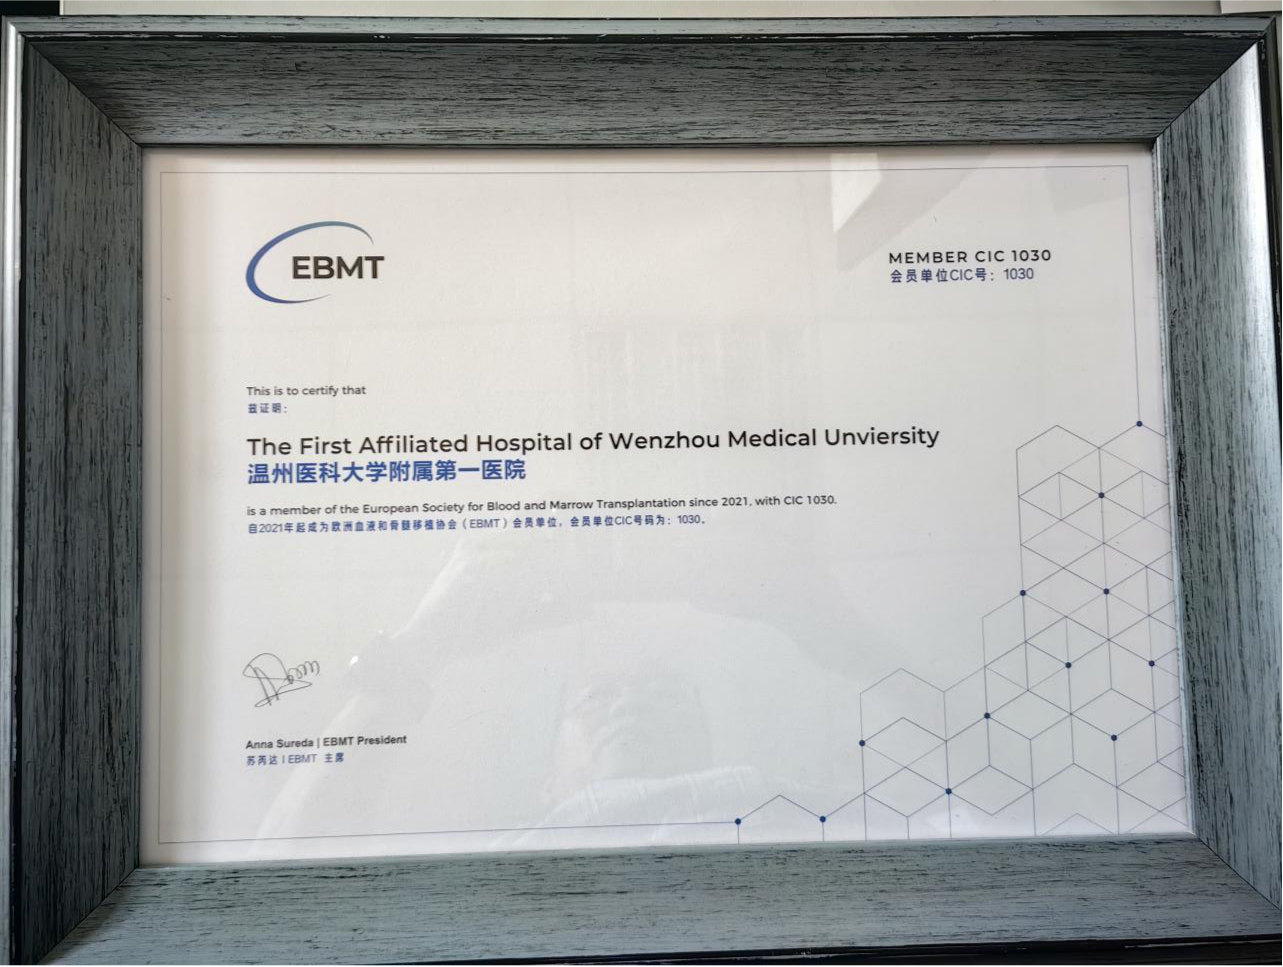 EBMT
MEMBER CIC 1030
会员单位CIC号：1030
This is to certify that
兹证明：
The First Affiliated Hospital of Wenzhou Medical Unviersity
温州医科大学附属第一医院
is a member of the European Society for Blood and Marrow Transplantation since 2021, with CIC 1030.
自2021年起成为欧洲血液和骨髓移植协会（EBMT）会员单位，会员单位CIC号码为：1030。
Anna Sureda | EBMT President
苏芮达 | EBMT 主席